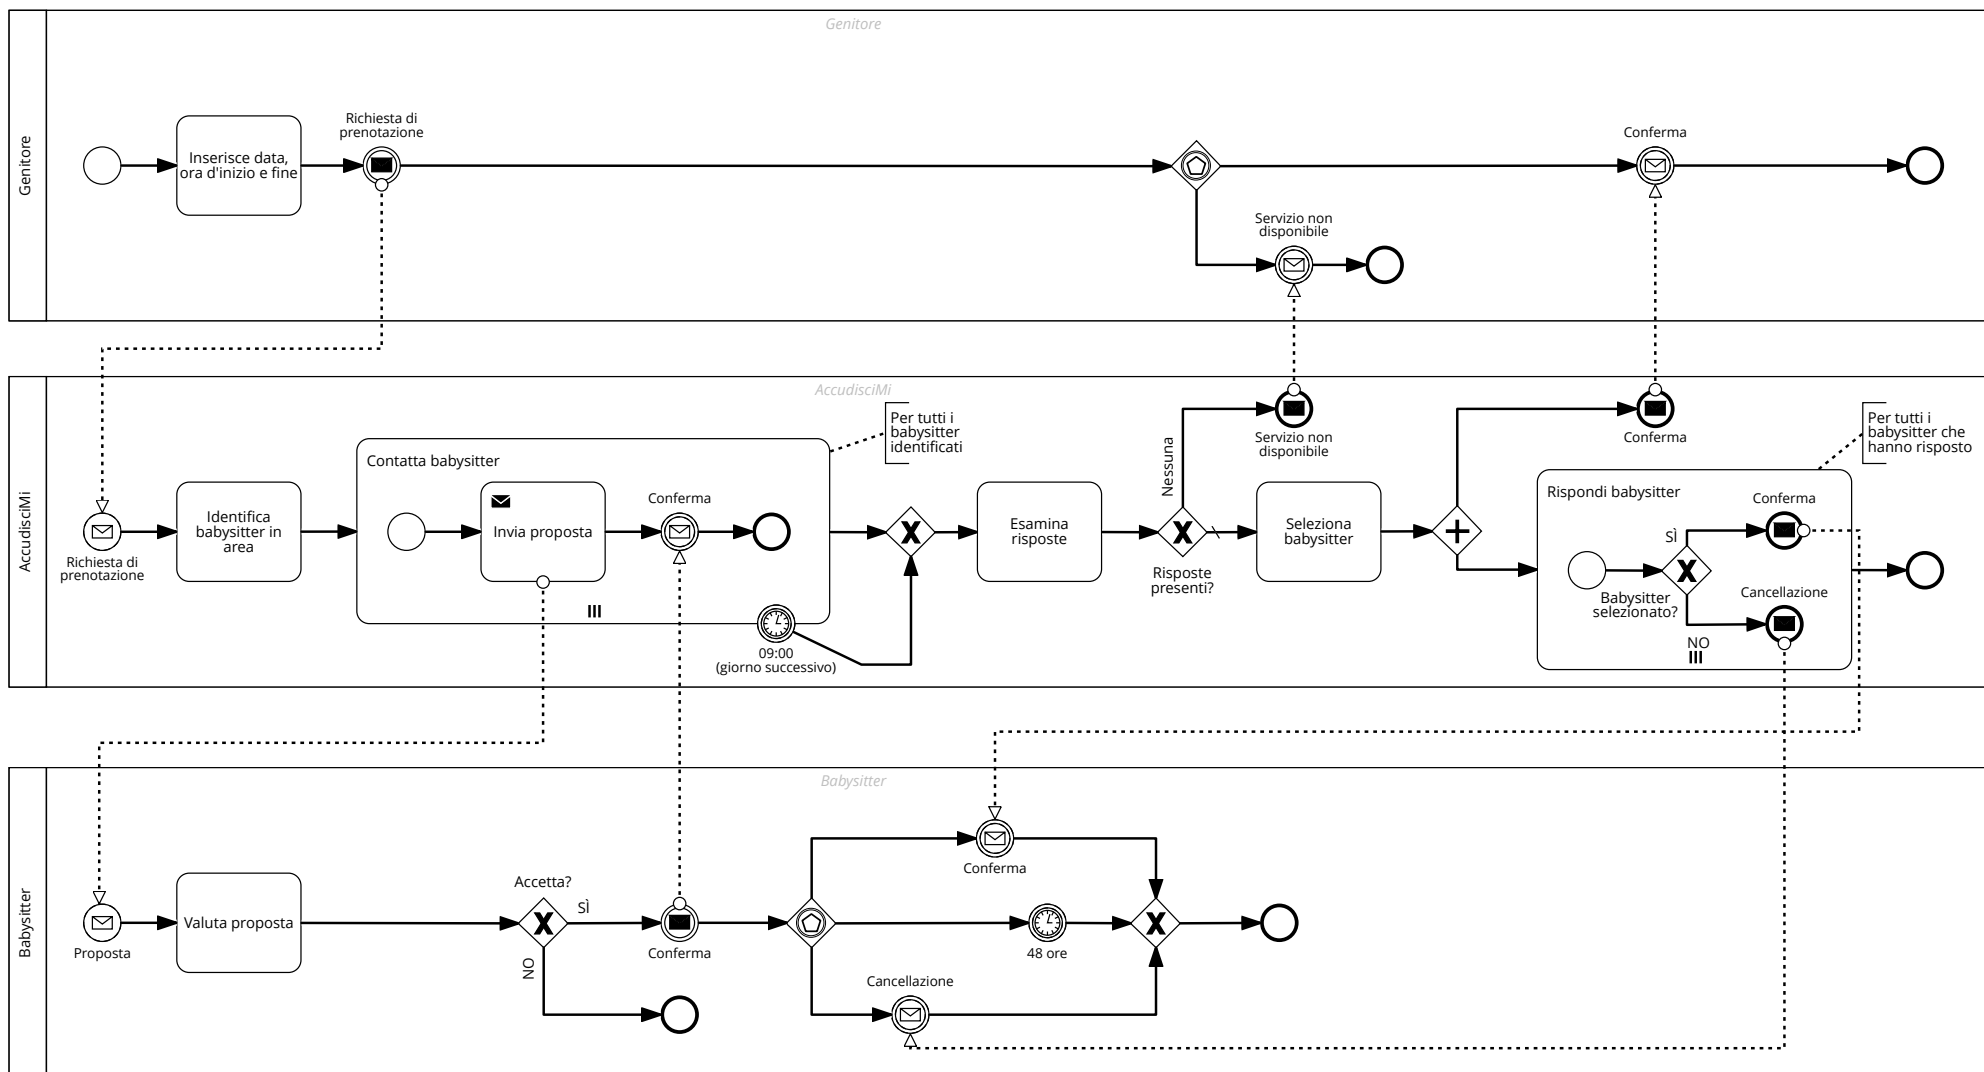 Genitore
Genitore
Richiesta di
prenotazione
Inserisce data,
ora d'inizio e fine
Conferma
Servizio non
disponibile
AccudisciMi
AccudisciMi
Richiesta di
prenotazione
Identifica
babysitter in
area
Contatta babysitter
Invia proposta
Conferma
09:00
(giorno successivo)
Per tutti i
babysitter
identificati
Esamina
risposte
Risposte
presenti?
Nessuna
Servizio non
disponibile
Seleziona
babysitter
Conferma
Per tutti i
babysitter che
hanno risposto
Rispondi babysitter
Babysitter
selezionato?
SÌ
Conferma
Cancellazione
NO
Babysitter
Babysitter
Proposta
Valuta proposta
Accetta?
SÌ
NO
Conferma
Conferma
48 ore
Cancellazione